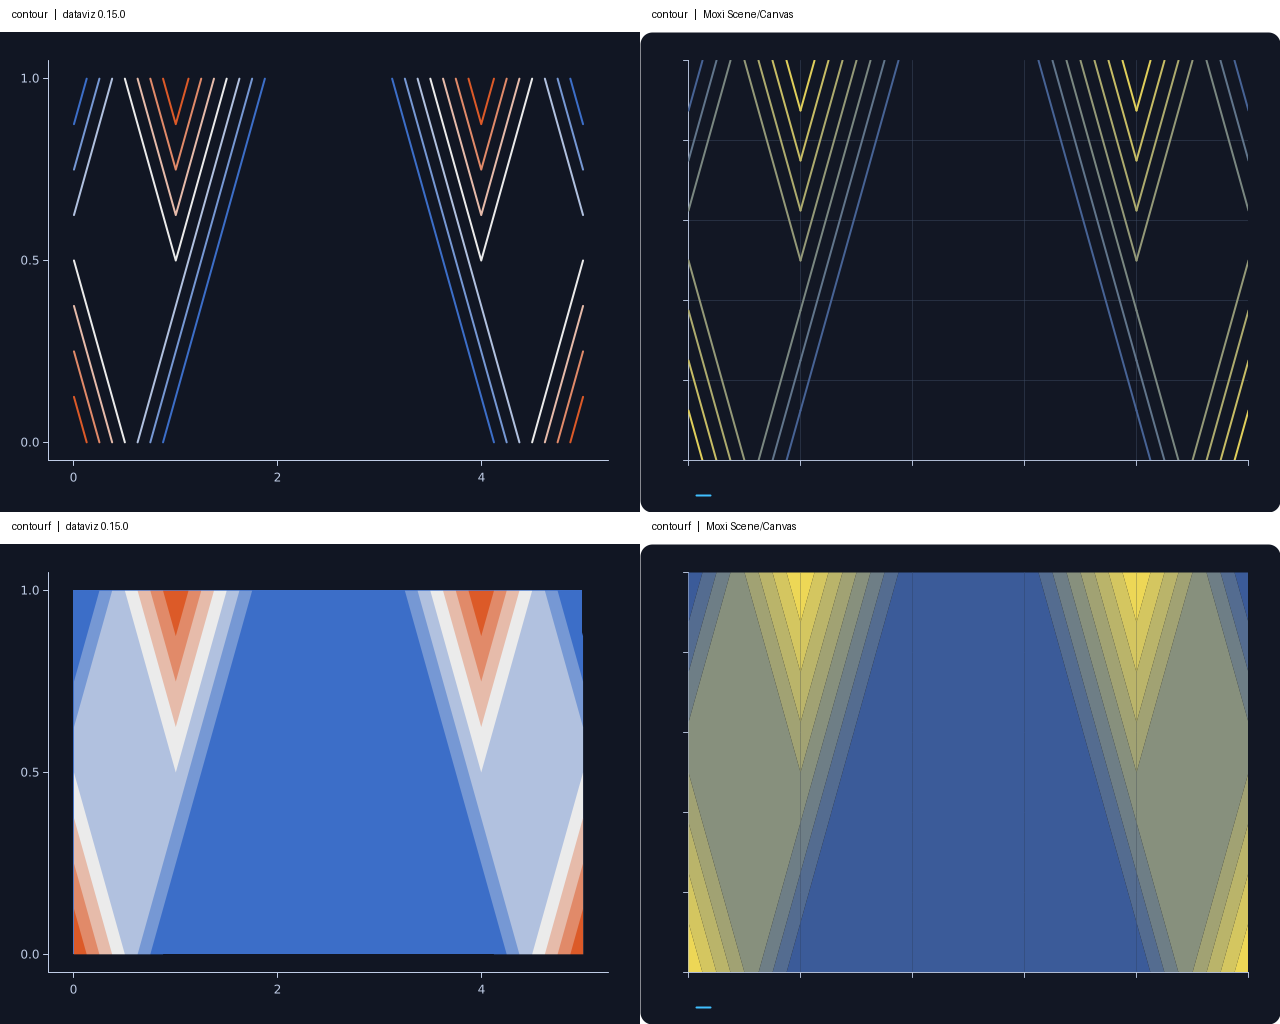 contour | dataviz 0.15.0
contour | Moxi Scene/Canvas
1.0
0.5
0.0
0 2 4
contourf | dataviz 0.15.0
contourf | Moxi Scene/Canvas
1.0
0.5
0.0
0 2 4